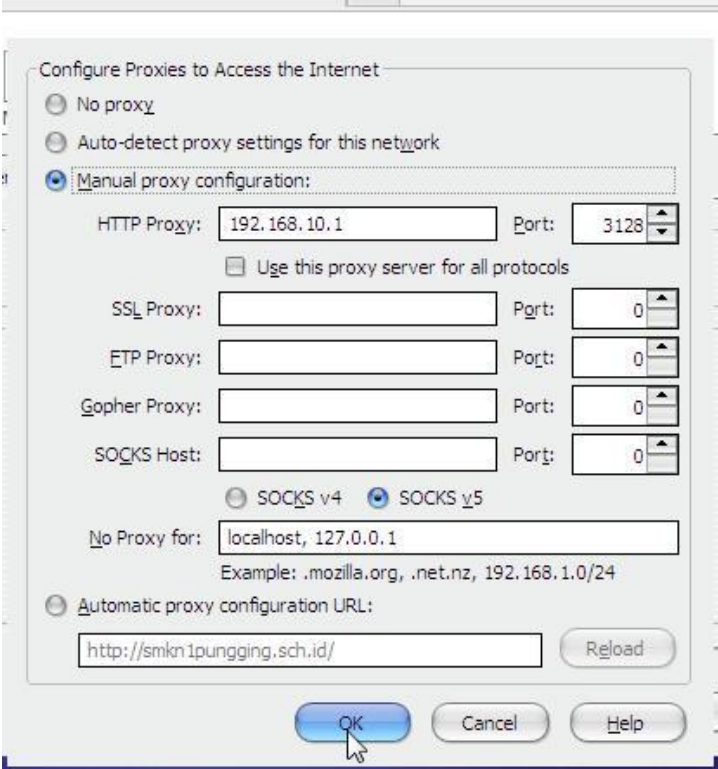 Configure Proxies to Access the Internet
No proxy
Auto-detect proxy settings for this network
Manual proxy configuration:
HTTP Proxy: 192.168.10.1 Port: 3128
Use this proxy server for all protocols
SSL Proxy: Port: 0
FTP Proxy: Port: 0
Gopher Proxy: Port: 0
SOCKS Host: Port: 0
SOCKS v4 SOCKS v5
No Proxy for: localhost, 127.0.0.1
Example: .mozilla.org, .net.nz, 192.168.1.0/24
Automatic proxy configuration URL:
http://smkn1pungging.sch.id/ Reload
OK Cancel Help